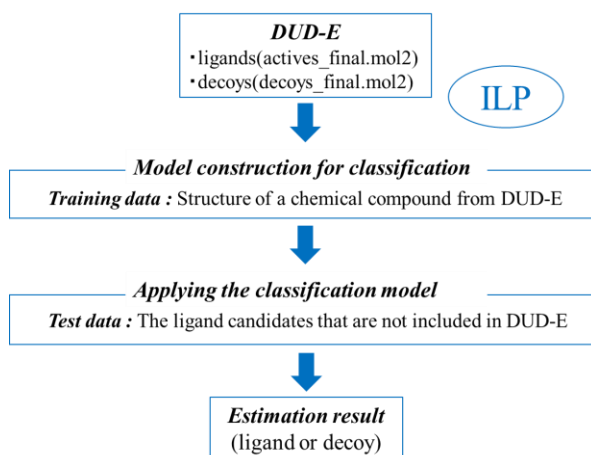 DUD-E
・ligands(actives_final.mol2)
・decoys(decoys_final.mol2)
ILP
Model construction for classification
Training data : Structure of a chemical compound from DUD-E
Applying the classification model
Test data : The ligand candidates that are not included in DUD-E
Estimation result
(ligand or decoy)